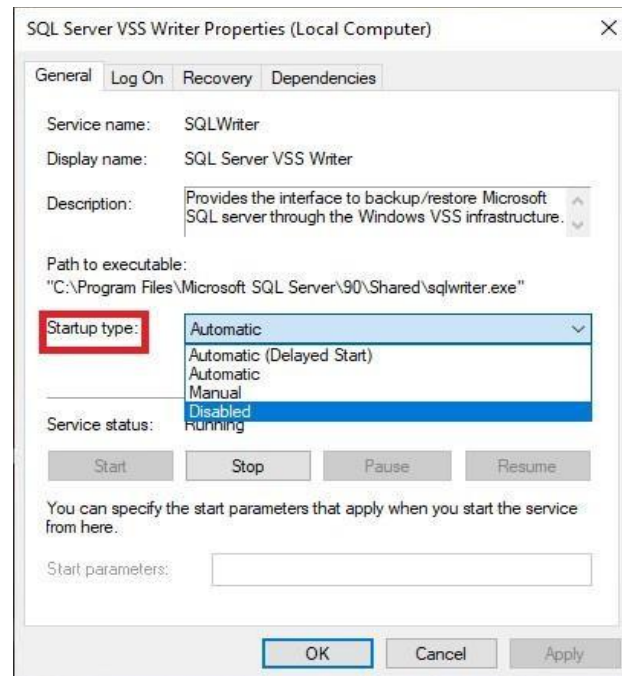 SQL Server VSS Writer Properties (Local Computer)
General Log On Recovery Dependencies
Service name: SQLWriter
Display name: SQL Server VSS Writer
Description: Provides the interface to backup/restore Microsoft
SQL server through the Windows VSS infrastructure.
Path to executable:
"C:\Program Files\Microsoft SQL Server\90\Shared\sqlwriter.exe"
Startup type: Automatic
Automatic (Delayed Start)
Automatic
Manual
Disabled
Service status: Running
Start Stop Pause Resume
You can specify the start parameters that apply when you start the service
from here.
Start parameters:
OK Cancel Apply